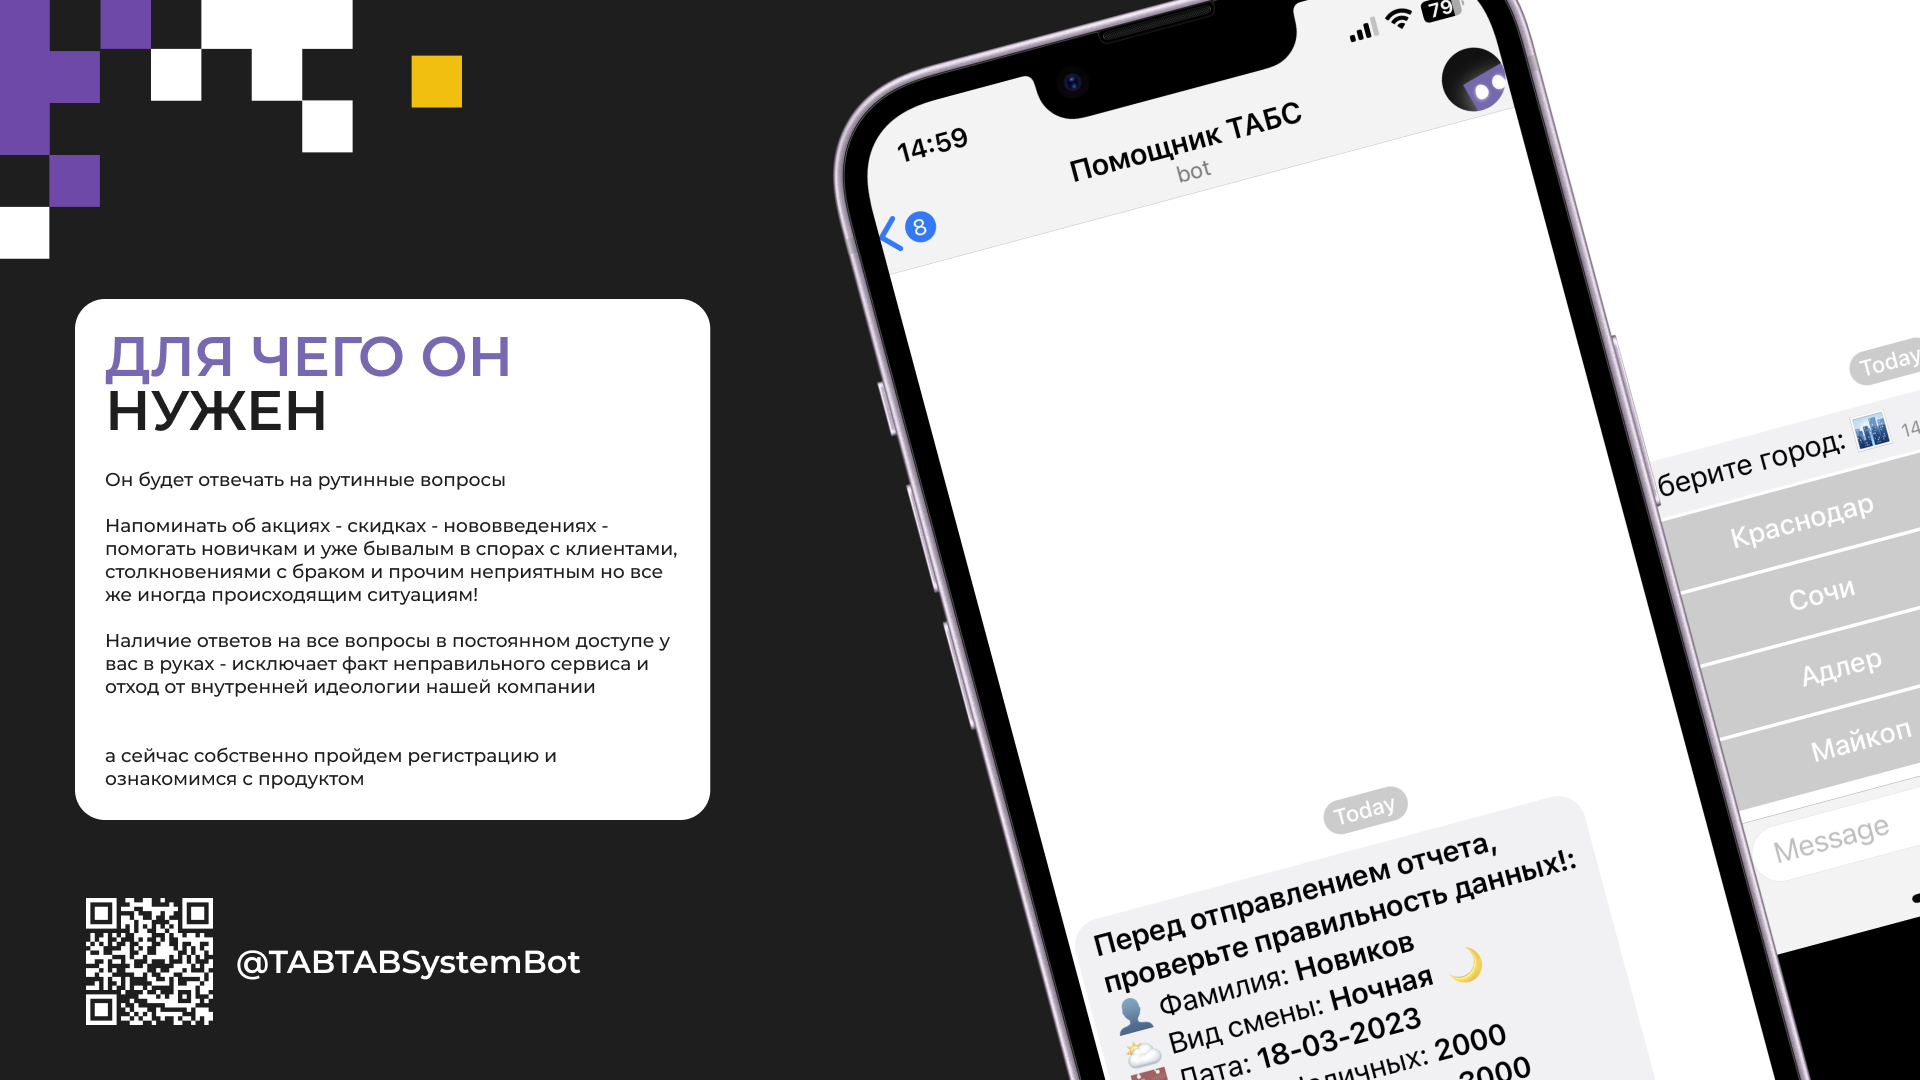 ДЛЯ ЧЕГО ОН
НУЖЕН
Он будет отвечать на рутинные вопросы
Напоминать об акциях - скидках - нововведениях -
помогать новичкам и уже бывалым в спорах с клиентами,
столкновениями с браком и прочим неприятным но все
же иногда происходящим ситуациям!
Наличие ответов на все вопросы в постоянном доступе у
вас в руках - исключает факт неправильного сервиса и
отход от внутренней идеологии нашей компании
а сейчас собственно пройдем регистрацию и
ознакомимся с продуктом
@TABTABSystemBot
14:59
79
Помощник ТАБС
bot
8
Today
Перед отправлением отчета,
проверьте правильность данных!:
Фамилия: Новиков
Вид смены: Ночная
Дата: 18-03-2023
2000
3000
Today
берите город: 14
Краснодар
Сочи
Адлер
Майкоп
Message